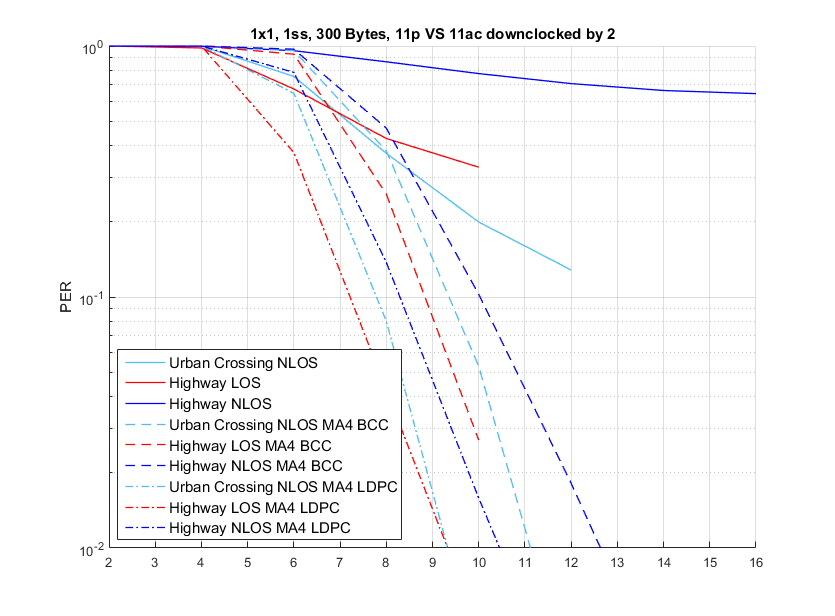 1x1, 1ss, 300 Bytes, 11p VS 11ac downclocked by 2
10^0
10^-1
10^-2
PER
Urban Crossing NLOS
Highway LOS
Highway NLOS
Urban Crossing NLOS MA4 BCC
Highway LOS MA4 BCC
Highway NLOS MA4 BCC
Urban Crossing NLOS MA4 LDPC
Highway LOS MA4 LDPC
Highway NLOS MA4 LDPC
2 3 4 5 6 7 8 9 10 11 12 13 14 15 16